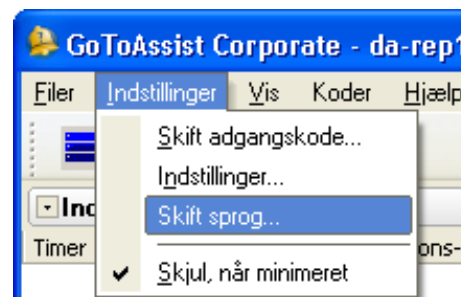 GoToAssist Corporate - da-rep1
Filer Indstillinger Vis Koder Hjælp
Skift adgangskode...
Indstillinger...
Skift sprog...
Timer
Skjul, når minimeret